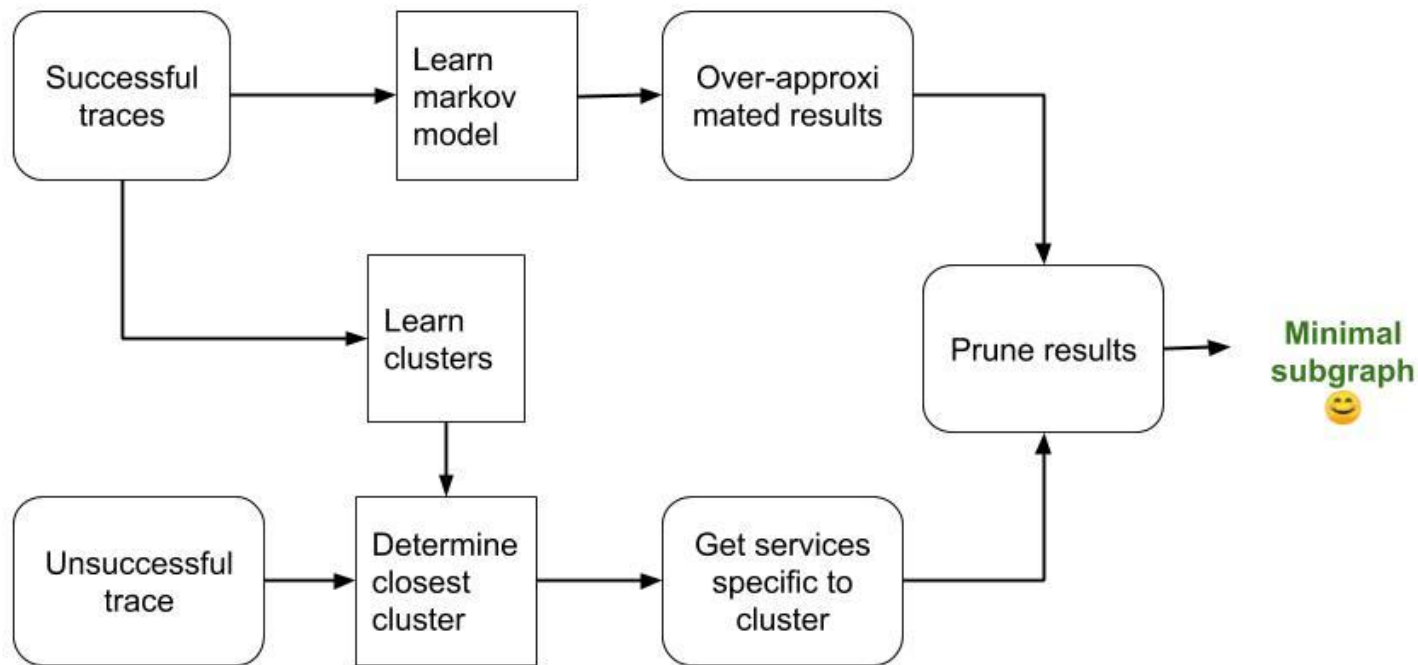 Successful
traces
Learn
markov
model
Over-approxi
mated results
Learn
clusters
Prune results
Minimal
subgraph
😊
Unsuccessful
trace
Determine
closest
cluster
Get services
specific to
cluster